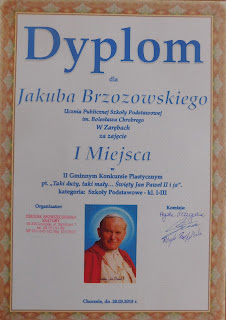 Dyplom
dla
Jakuba Brzozowskiego
Ucznia Publicznej Szkoły Podstawowej
im. Bolesława Chrobrego
W Zarębach
za zajęcie
I Miejsca
w
II Gminnym Konkursie Plastycznym
pt. „Taki duży, taki mały... Święty Jan Paweł II i ja”.
kategoria: Szkoły Podstawowe - kl. I-III
Organizator:
Komisja: